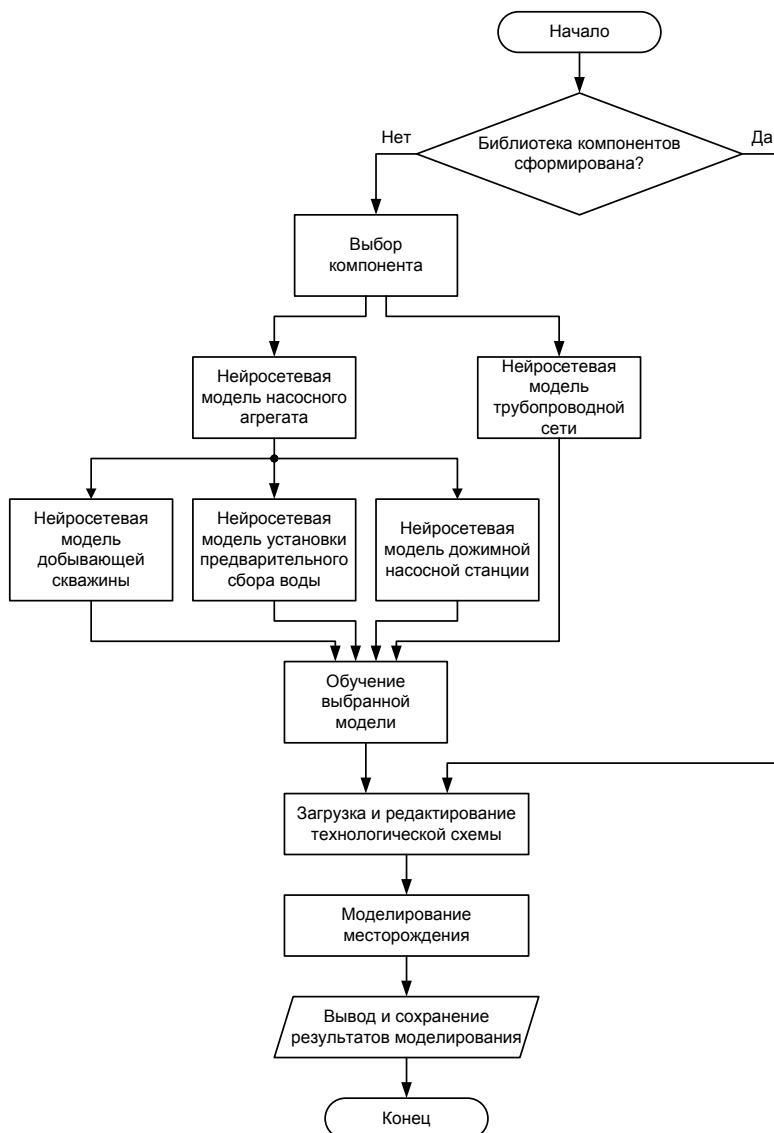 Начало
Нет
Библиотека компонентов
сформирована?
Да
Выбор
компонента
Нейросетевая
модель насосного
агрегата
Нейросетевая
модель
трубопроводной
сети
Нейросетевая
модель
добывающей
скважины
Нейросетевая
модель установки
предварительного
сбора воды
Нейросетевая
модель дожимной
насосной станции
Обучение
выбранной
модели
Загрузка и редактирование
технологической схемы
Моделирование
месторождения
Вывод и сохранение
результатов моделирования
Конец